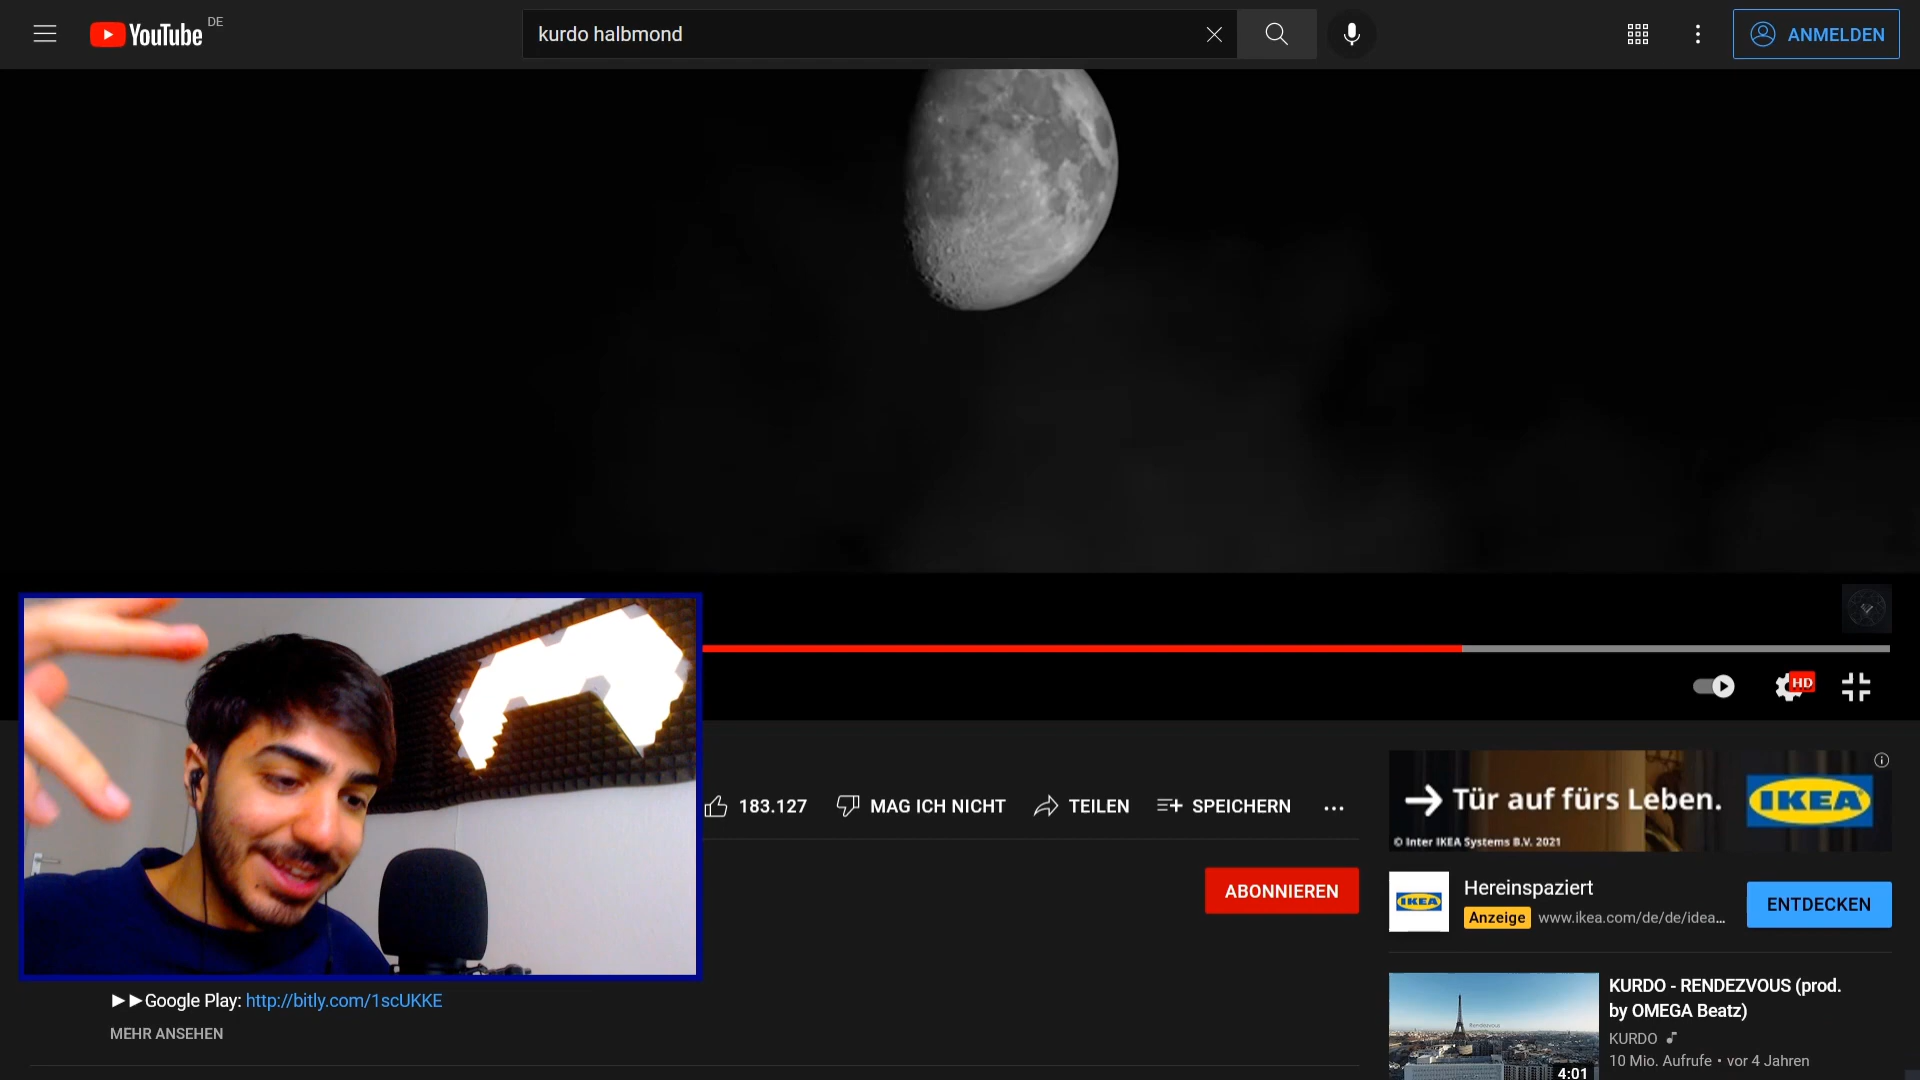 YouTube DE
kurdo halbmond
ANMELDEN
HD
183.127
MAG ICH NICHT
TEILEN
SPEICHERN
ABONNIEREN
▶▶Google Play: http://bitly.com/1scUKKE
MEHR ANSEHEN
→ Tür auf fürs Leben.
IKEA
© Inter IKEA Systems B.V. 2021
IKEA
Hereinspaziert
Anzeige www.ikea.com/de/de/idea...
ENTDECKEN
Rendezvous
4:01
KURDO - RENDEZVOUS (prod.
by OMEGA Beatz)
KURDO
10 Mio. Aufrufe • vor 4 Jahren